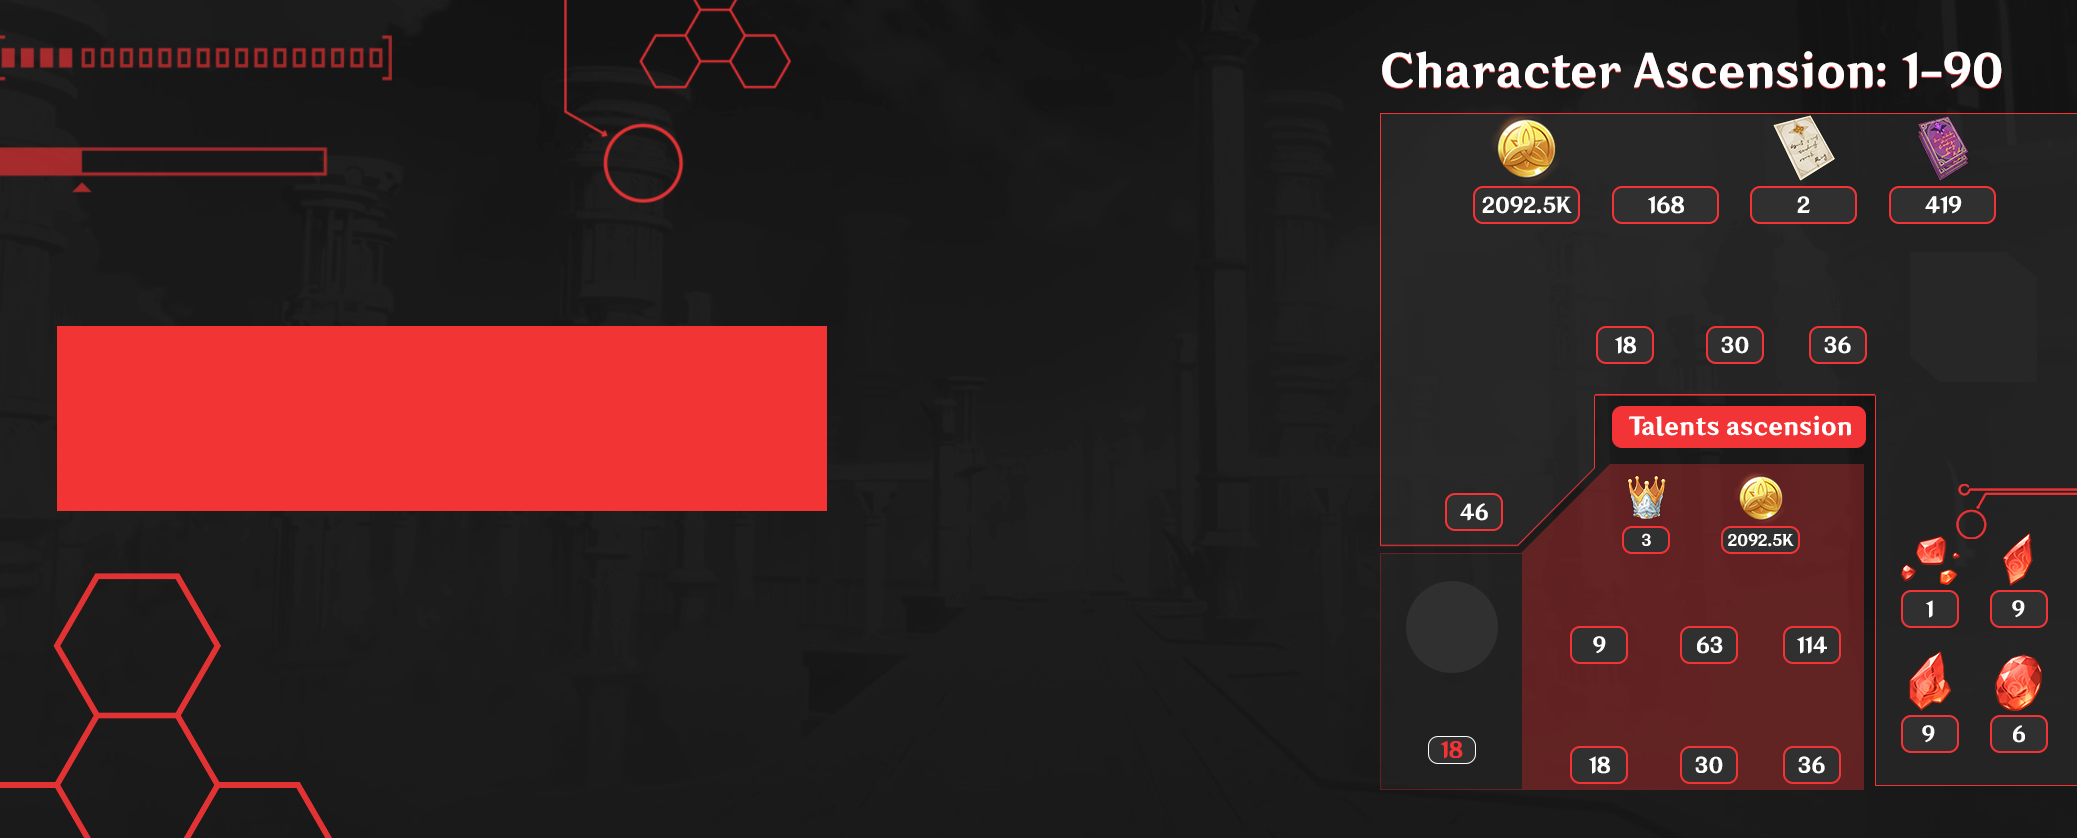 Character Ascension: 1-90
2092.5K 168 2 419
18 30 36
Talents ascension
46
3 2092.5K
1 9
9 63 114
9 6
18
18 30 36